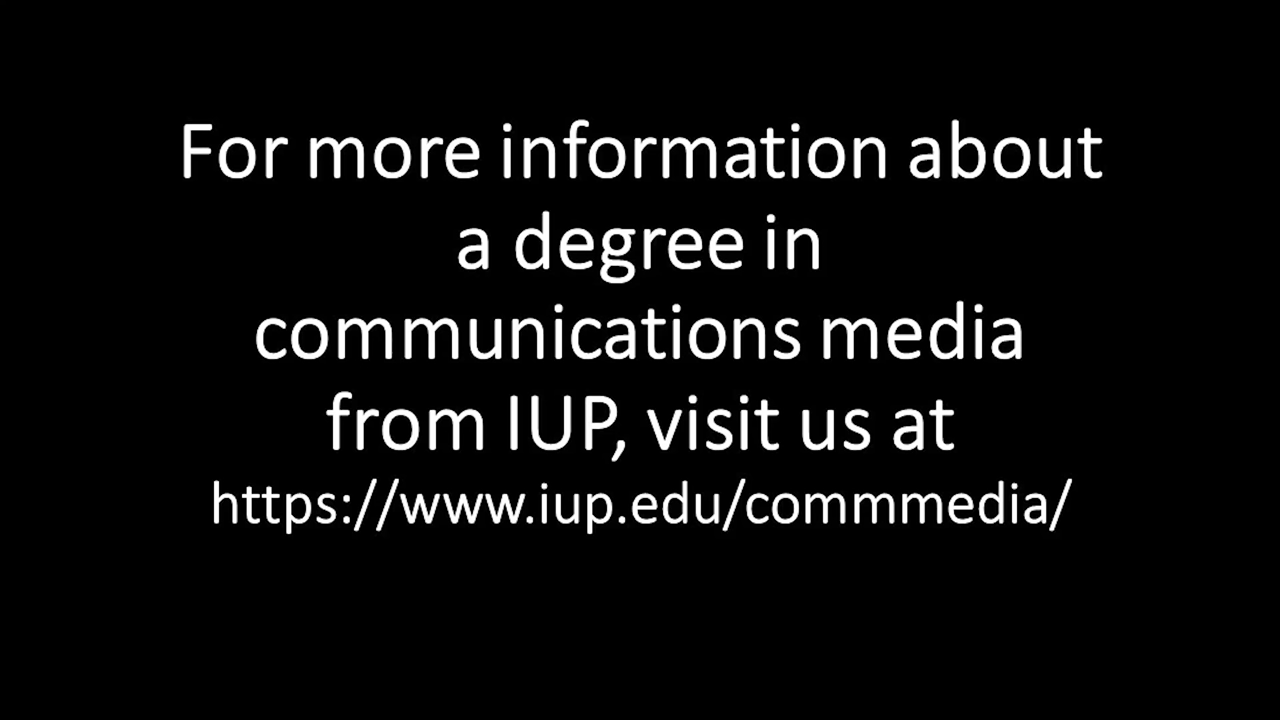 For more information about
a degree in
communications media
from IUP, visit us at
https://www.iup.edu/commmedia/